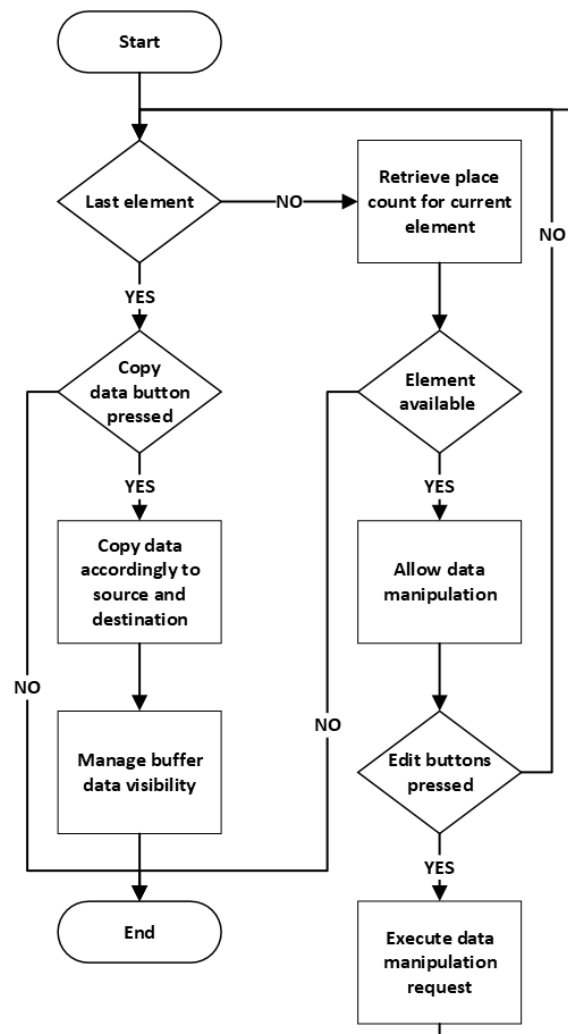 Start
Last element
NO
Retrieve place
count for current
element
NO
YES
YES
Copy
data button
pressed
Element
available
YES
YES
Copy data
accordingly to
source and
destination
Allow data
manipulation
NO
NO
Manage buffer
data visibility
Edit buttons
pressed
YES
End
Execute data
manipulation
request